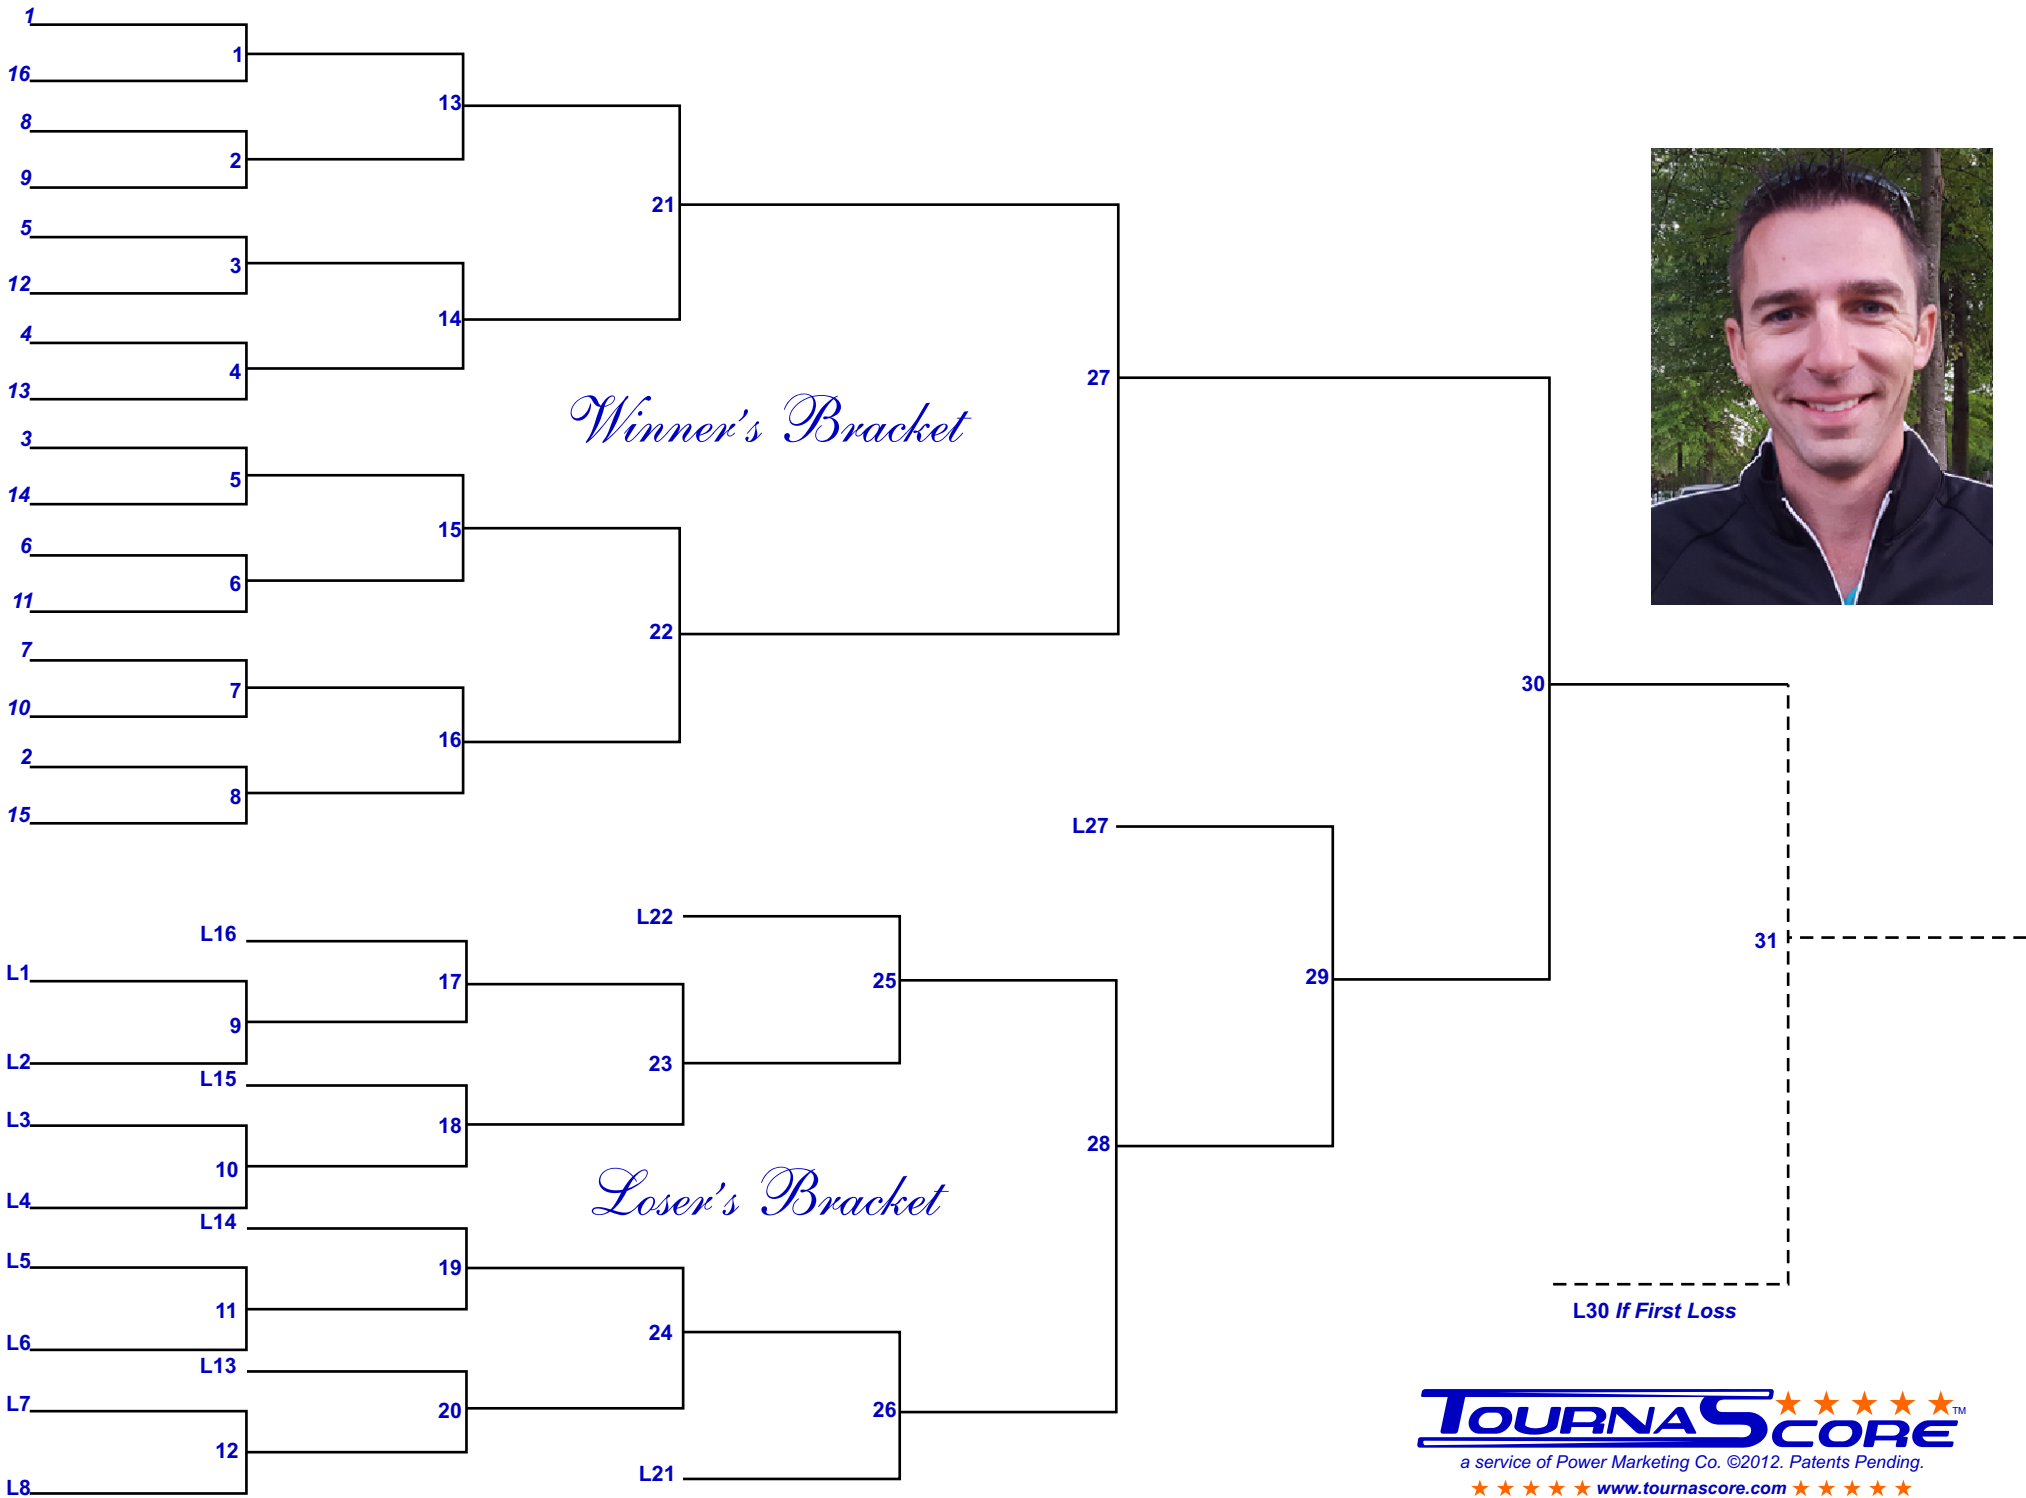 1
1
16
13
8
2
9
21
5
3
12
14
4
4
13
27
Winner's Bracket
3
5
14
15
6
6
11
22
7
7
10
30
16
2
8
15
L27
L22
L16
L1
17
25
29
31
9
L2
23
L15
L3
18
28
10
L4
Loser's Bracket
L14
L5
19
11
L30 If First Loss
L6
24
L13
L7
20
26
12
L21
L8
TOURNASCORE™
a service of Power Marketing Co. ©2012. Patents Pending.
www.tournascore.com